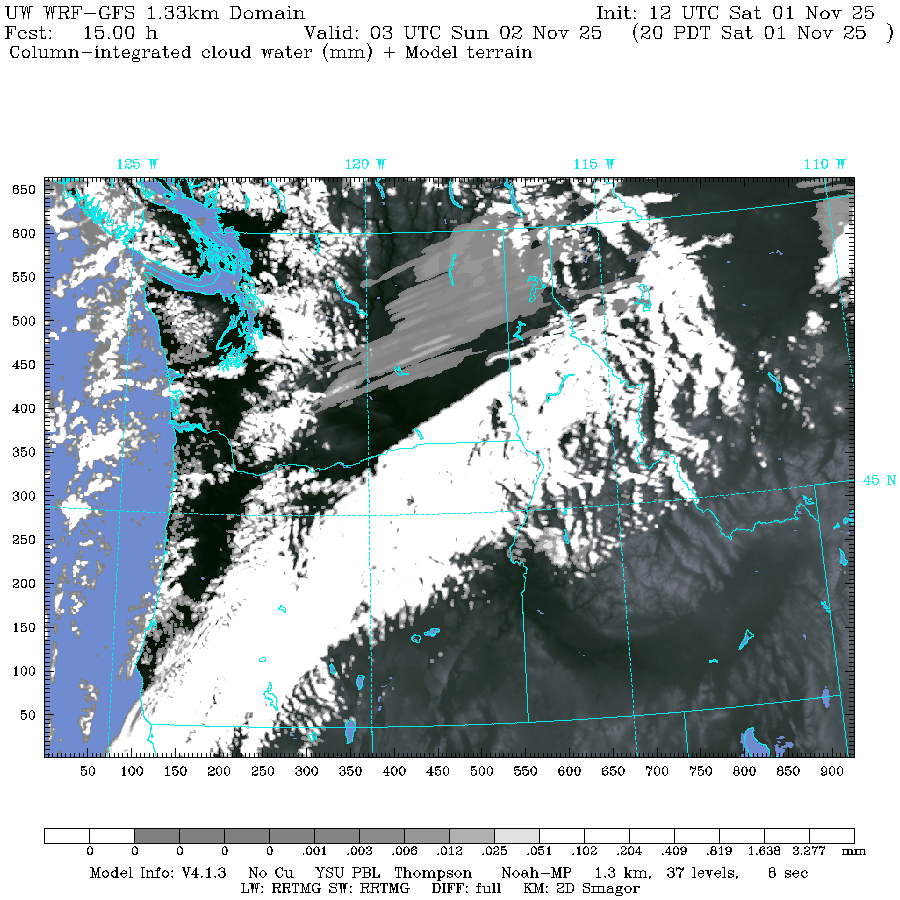 UW WRF-GFS 1.33km Domain Init: 12 UTC Sat 01 Nov 25
Fcst: 15.00 h Valid: 03 UTC Sun 02 Nov 25 (20 PDT Sat 01 Nov 25 )
Column-integrated cloud water (mm) + Model terrain
125 W 120 W 115 W 110 W
650
600
550
500
450
400
350
45 N
300
250
200
150
100
50
50 100 150 200 250 300 350 400 450 500 550 600 650 700 750 800 850 900
0 0 0 0 0 .001 .003 .006 .012 .025 .051 .102 .204 .409 .819 1.638 3.277 mm
Model Info: V4.1.3 No Cu YSU PBL Thompson Noah-MP 1.3 km, 37 levels, 8 sec
LW: RRTMG SW: RRTMG DIFF: full KM: 2D Smagor